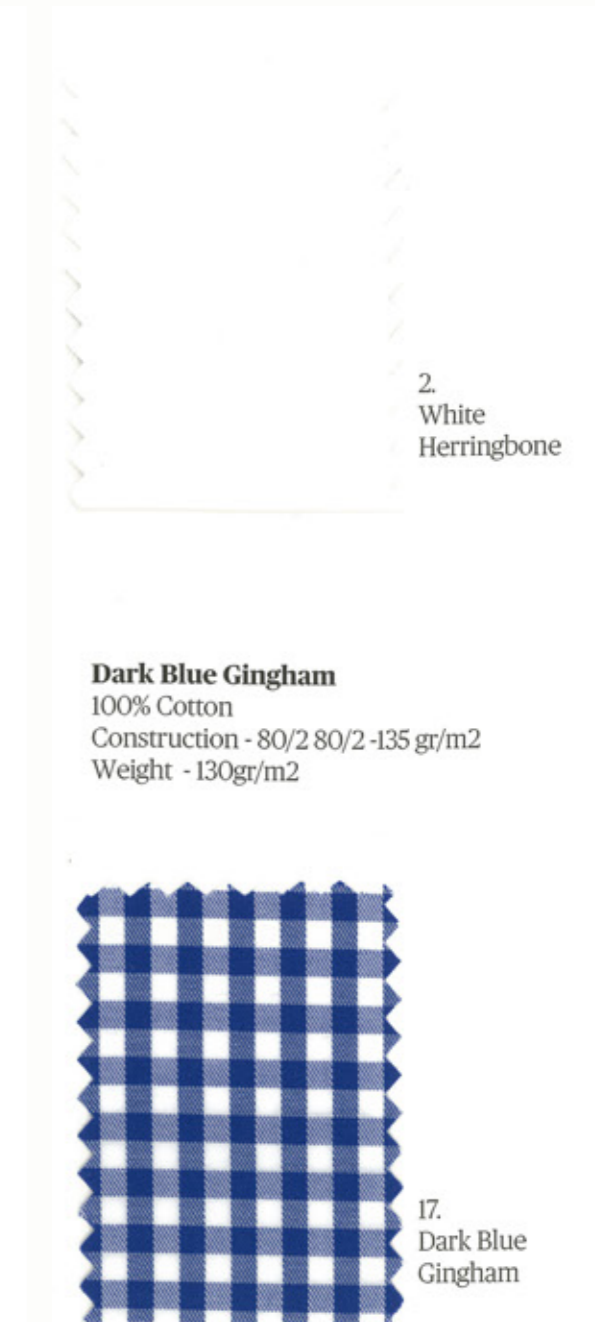 2.
White
Herringbone
Dark Blue Gingham
100% Cotton
Construction - 80/2 80/2 -135 gr/m2
Weight - 130gr/m2
17.
Dark Blue
Gingham